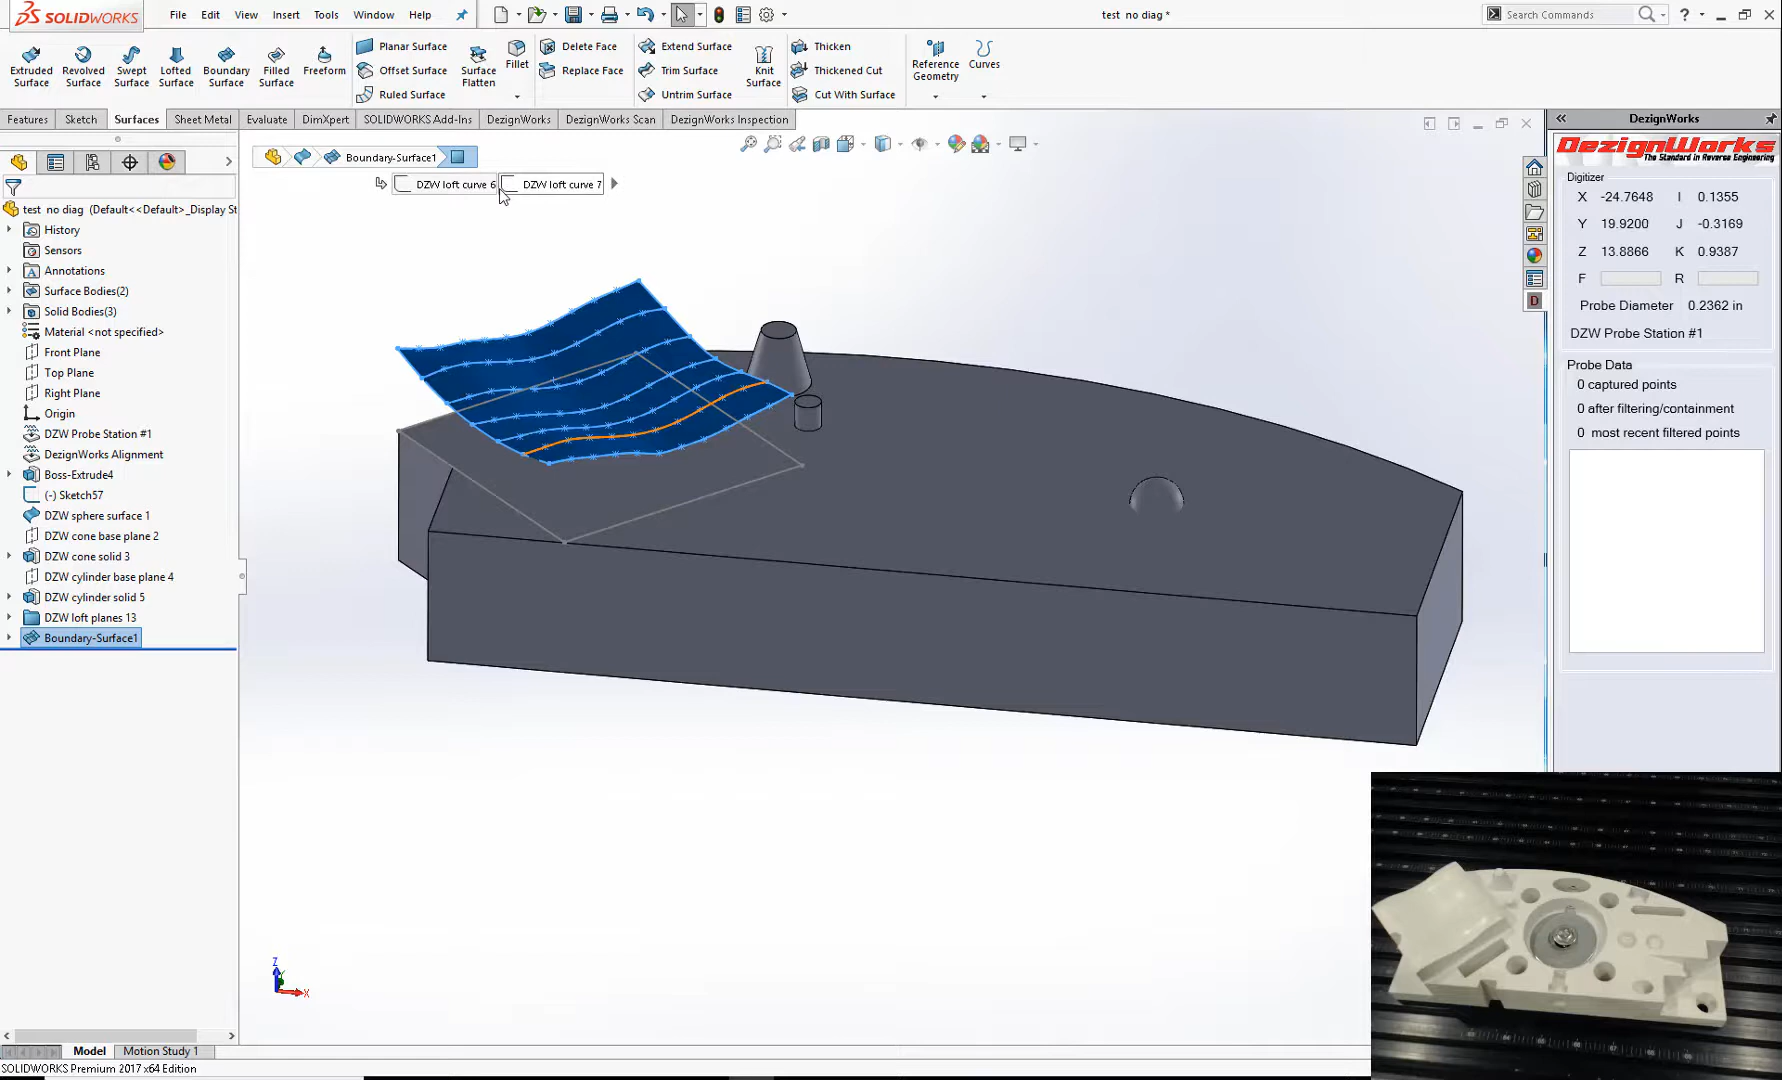 SOLIDWORKS
File Edit View Insert Tools Window Help
test no diag *
Search Commands
Extruded Surface
Revolved Surface
Swept Surface
Lofted Surface
Boundary Surface
Filled Surface
Freeform
Planar Surface
Offset Surface
Ruled Surface
Surface Flatten
Fillet
Delete Face
Replace Face
Extend Surface
Trim Surface
Untrim Surface
Knit Surface
Thicken
Thickened Cut
Cut With Surface
Reference Geometry
Curves
Features Sketch Surfaces Sheet Metal Evaluate DimXpert SOLIDWORKS Add-Ins DezignWorks DezignWorks Scan DezignWorks Inspection
Boundary-Surface1
DZW loft curve 6
DZW loft curve 7
test no diag (Default<<Default>_Display St
History
Sensors
Annotations
Surface Bodies(2)
Solid Bodies(3)
Material <not specified>
Front Plane
Top Plane
Right Plane
Origin
DZW Probe Station #1
DezignWorks Alignment
Boss-Extrude4
(-) Sketch57
DZW sphere surface 1
DZW cone base plane 2
DZW cone solid 3
DZW cylinder base plane 4
DZW cylinder solid 5
DZW loft planes 13
Boundary-Surface1
Z
X
DezignWorks
DezignWorks
The Standard in Reverse Engineering
Digitizer
X -24.7648 I 0.1355
Y 19.9200 J -0.3169
Z 13.8866 K 0.9387
F R
Probe Diameter 0.2362 in
DZW Probe Station #1
Probe Data
0 captured points
0 after filtering/containment
0 most recent filtered points
Model Motion Study 1
SOLIDWORKS Premium 2017 x64 Edition